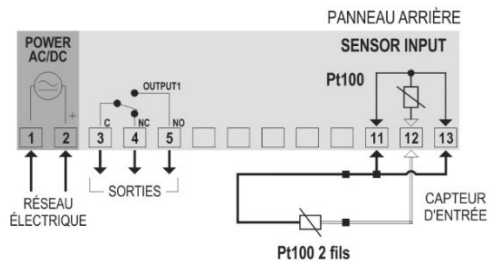 PANNEAU ARRIÈRE
POWER
AC/DC
SENSOR INPUT
Pt100
OUTPUT1
+
C
NC
NO
1
2
3
4
5
11
12
13
RÉSEAU
ÉLECTRIQUE
SORTIES
CAPTEUR
D'ENTRÉE
Pt100 2 fils